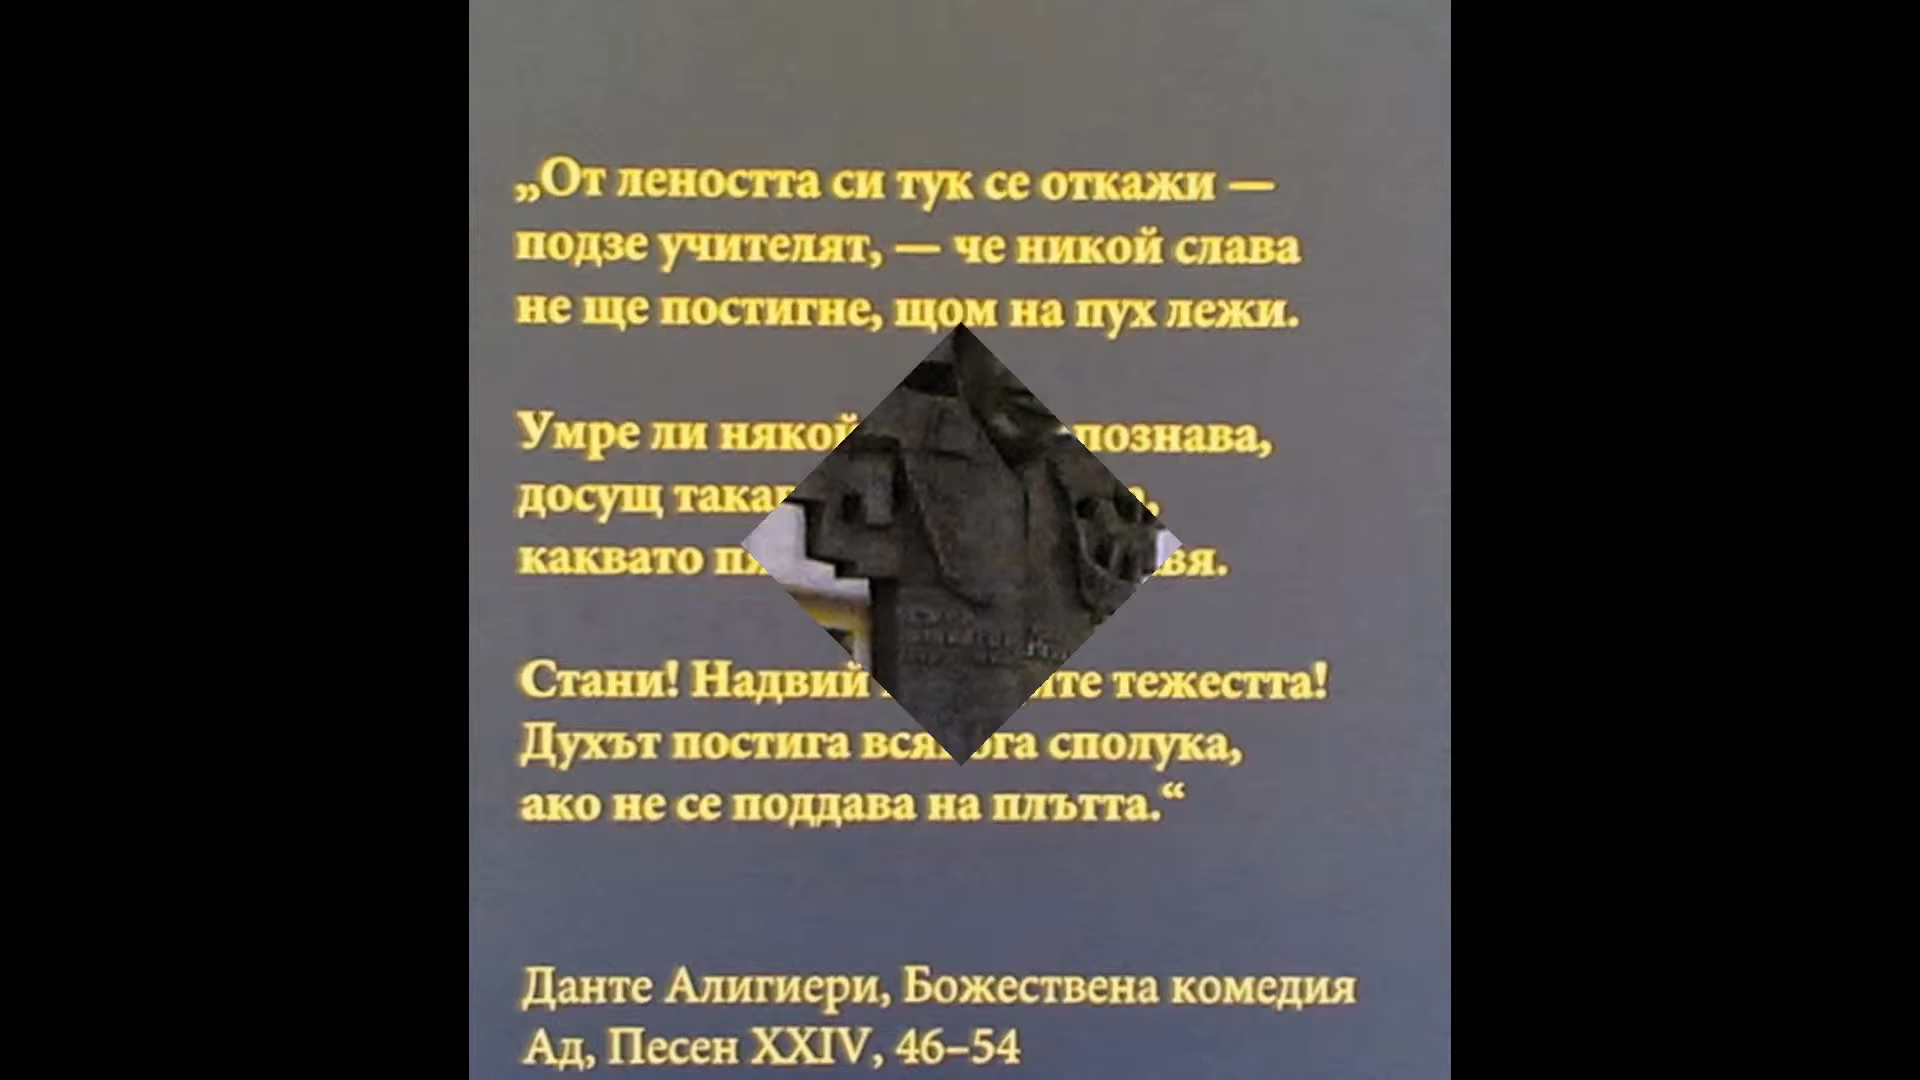 „От леността си тук се откажи —
подзе учителят, — че никой слава
не ще постигне, щом на пух лежи.
Умре ли някой познава,
досущ
каквато
Стани! Надвий тежестта!
Духът постига всякога сполука,
ако не се поддава на плътта.“
Данте Алигиери, Божествена комедия
Ад, Песен XXIV, 46–54